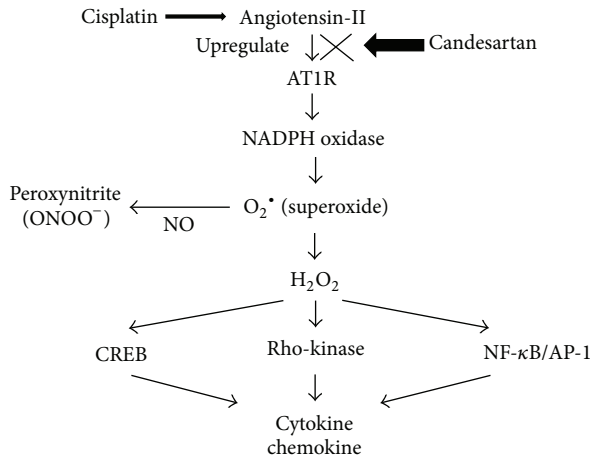 Cisplatin Angiotensin-II
Upregulate Candesartan
AT1R
NADPH oxidase
Peroxynitrite
(ONOO⁻)
NO
O₂• (superoxide)
H₂O₂
CREB Rho-kinase NF-κB/AP-1
Cytokine
chemokine